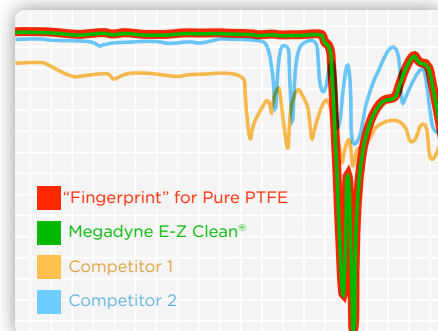 “Fingerprint” for Pure PTFE
Megadyne E-Z Clean®
Competitor 1
Competitor 2